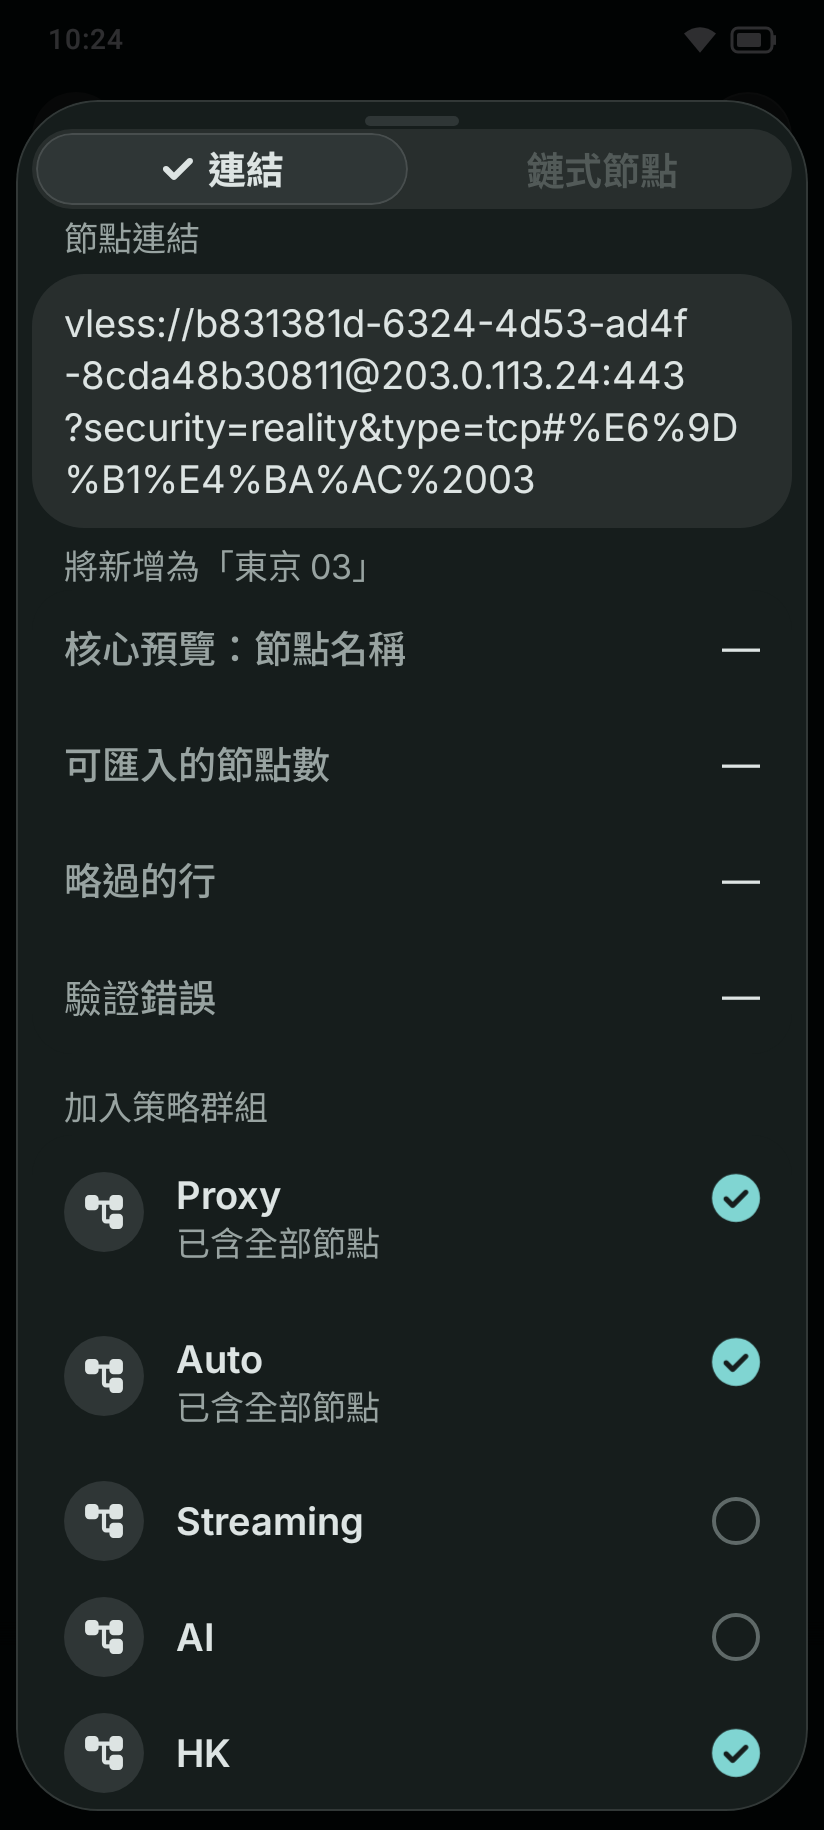 10:24
連結
鏈式節點
節點連結
vless://b831381d-6324-4d53-ad4f
-8cda48b30811@203.0.113.24:443
?security=reality&type=tcp#%E6%9D
%B1%E4%BA%AC%2003
將新增為「東京 03」
核心預覽：節點名稱 —
可匯入的節點數 —
略過的行 —
驗證錯誤 —
加入策略群組
Proxy
已含全部節點
Auto
已含全部節點
Streaming
AI
HK